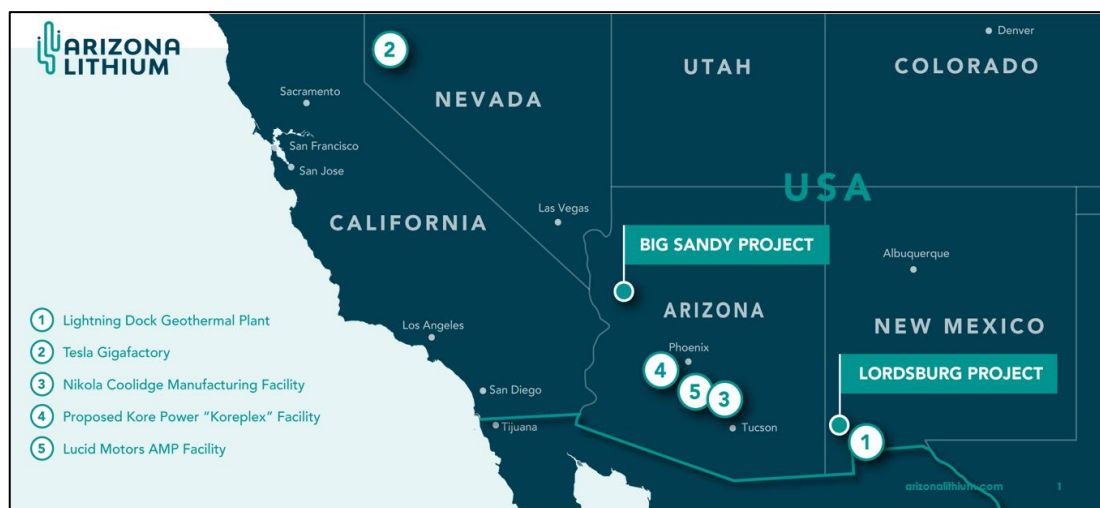 ARIZONA
LITHIUM
2
Denver
UTAH
COLORADO
NEVADA
Sacramento
San Francisco
San Jose
USA
Las Vegas
CALIFORNIA
BIG SANDY PROJECT
Albuquerque
ARIZONA
NEW MEXICO
1 Lightning Dock Geothermal Plant
2 Tesla Gigafactory
3 Nikola Coolidge Manufacturing Facility
4 Proposed Kore Power “Koreplex” Facility
5 Lucid Motors AMP Facility
Los Angeles
Phoenix
4
5
3
LORDSBURG PROJECT
San Diego
Tijuana
Tucson
1
arizonalithium.com 1